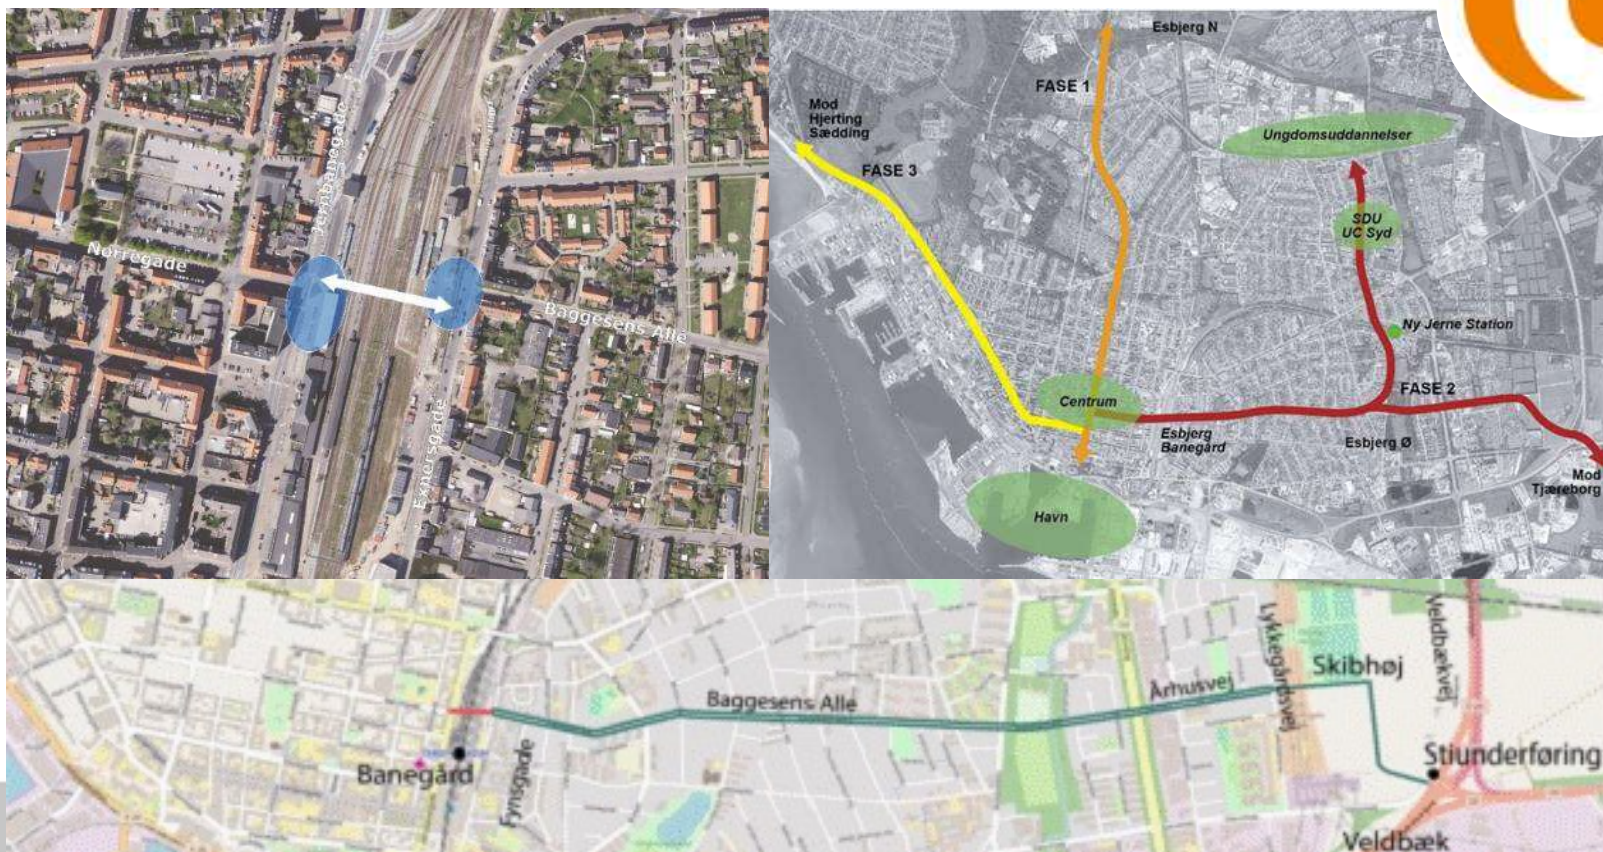 Jernbanegade
Nørregade
Baggesens Alle
Exnersgade
Esbjerg N
FASE 1
Mod
Hjerting
Sædding
Ungdomsuddannelser
FASE 3
SDU
UC Syd
Ny Jerne Station
FASE 2
Centrum
Esbjerg
Banegård
Esbjerg Ø
Mod
Tjæreborg
Havn
Lykkegårdsvej
Veldbækvej
Skibhøj
Århusvej
Baggesens Alle
Fynsgade
Banegård
Stiunderføring
Veldbæk